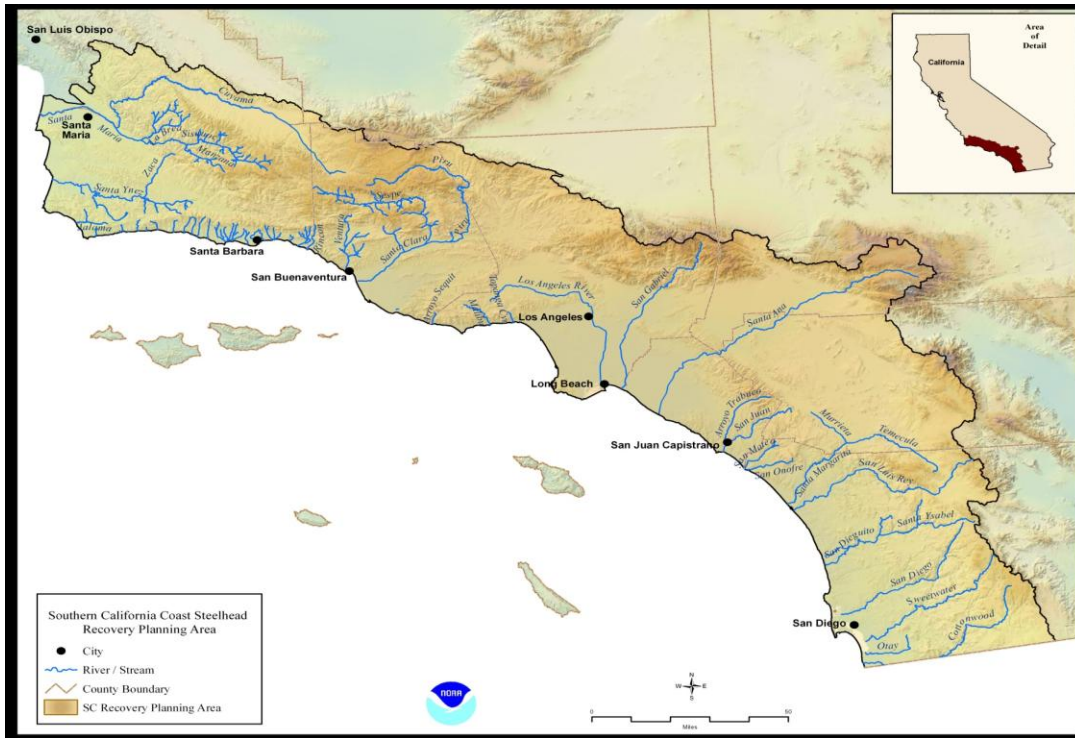 San Luis Obispo
Area
of
Detail
California
Cuyama
Santa
Maria
Santa
Maria
La Brea
Sisquoc
Manzana
Zaca
Piru
Santa Ynez
Sespe
Jalama
Rincon
Ventura
Santa Clara
Piru
Santa Barbara
San Buenaventura
Arroyo Sequit
Malibu
Topanga Cyn
Los Angeles River
San Gabriel
Los Angeles
Santa Ana
Long Beach
Arroyo Trabuco
San Juan
San Juan Capistrano
San Mateo
San Onofre
Murrieta
Temecula
Santa Margarita
San Luis Rey
San Dieguito
Santa Ysabel
San Diego
Sweetwater
San Diego
Cottonwood
Otay
Southern California Coast Steelhead
Recovery Planning Area
City
River / Stream
County Boundary
SC Recovery Planning Area
NOAA
N
W E
S
0 50
Miles